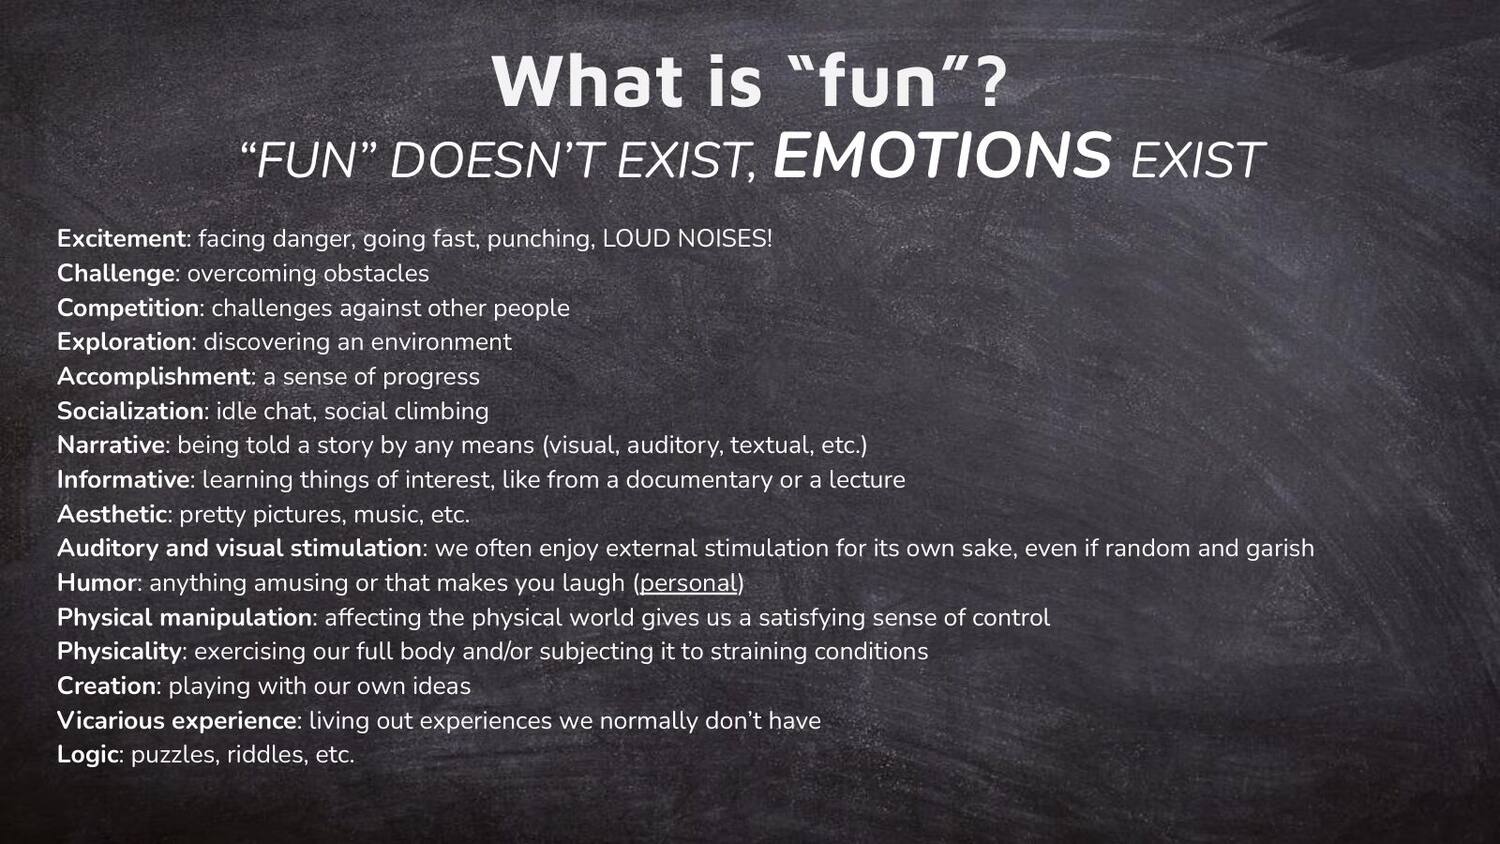 What is “fun”?
“FUN” DOESN’T EXIST, EMOTIONS EXIST
Excitement: facing danger, going fast, punching, LOUD NOISES!
Challenge: overcoming obstacles
Competition: challenges against other people
Exploration: discovering an environment
Accomplishment: a sense of progress
Socialization: idle chat, social climbing
Narrative: being told a story by any means (visual, auditory, textual, etc.)
Informative: learning things of interest, like from a documentary or a lecture
Aesthetic: pretty pictures, music, etc.
Auditory and visual stimulation: we often enjoy external stimulation for its own sake, even if random and garish
Humor: anything amusing or that makes you laugh (personal)
Physical manipulation: affecting the physical world gives us a satisfying sense of control
Physicality: exercising our full body and/or subjecting it to straining conditions
Creation: playing with our own ideas
Vicarious experience: living out experiences we normally don’t have
Logic: puzzles, riddles, etc.